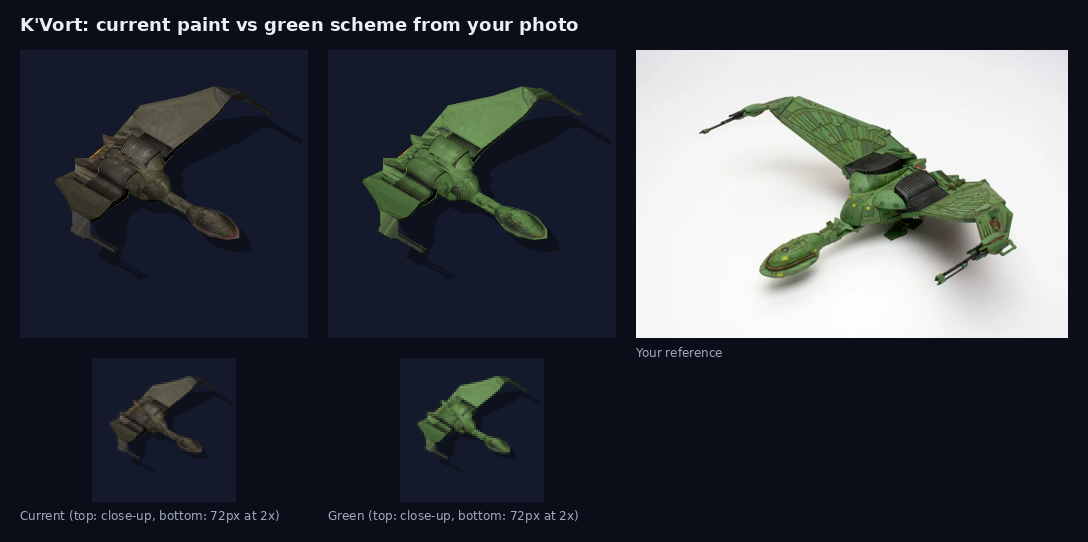 K'Vort: current paint vs green scheme from your photo
Your reference
Current (top: close-up, bottom: 72px at 2x)
Green (top: close-up, bottom: 72px at 2x)